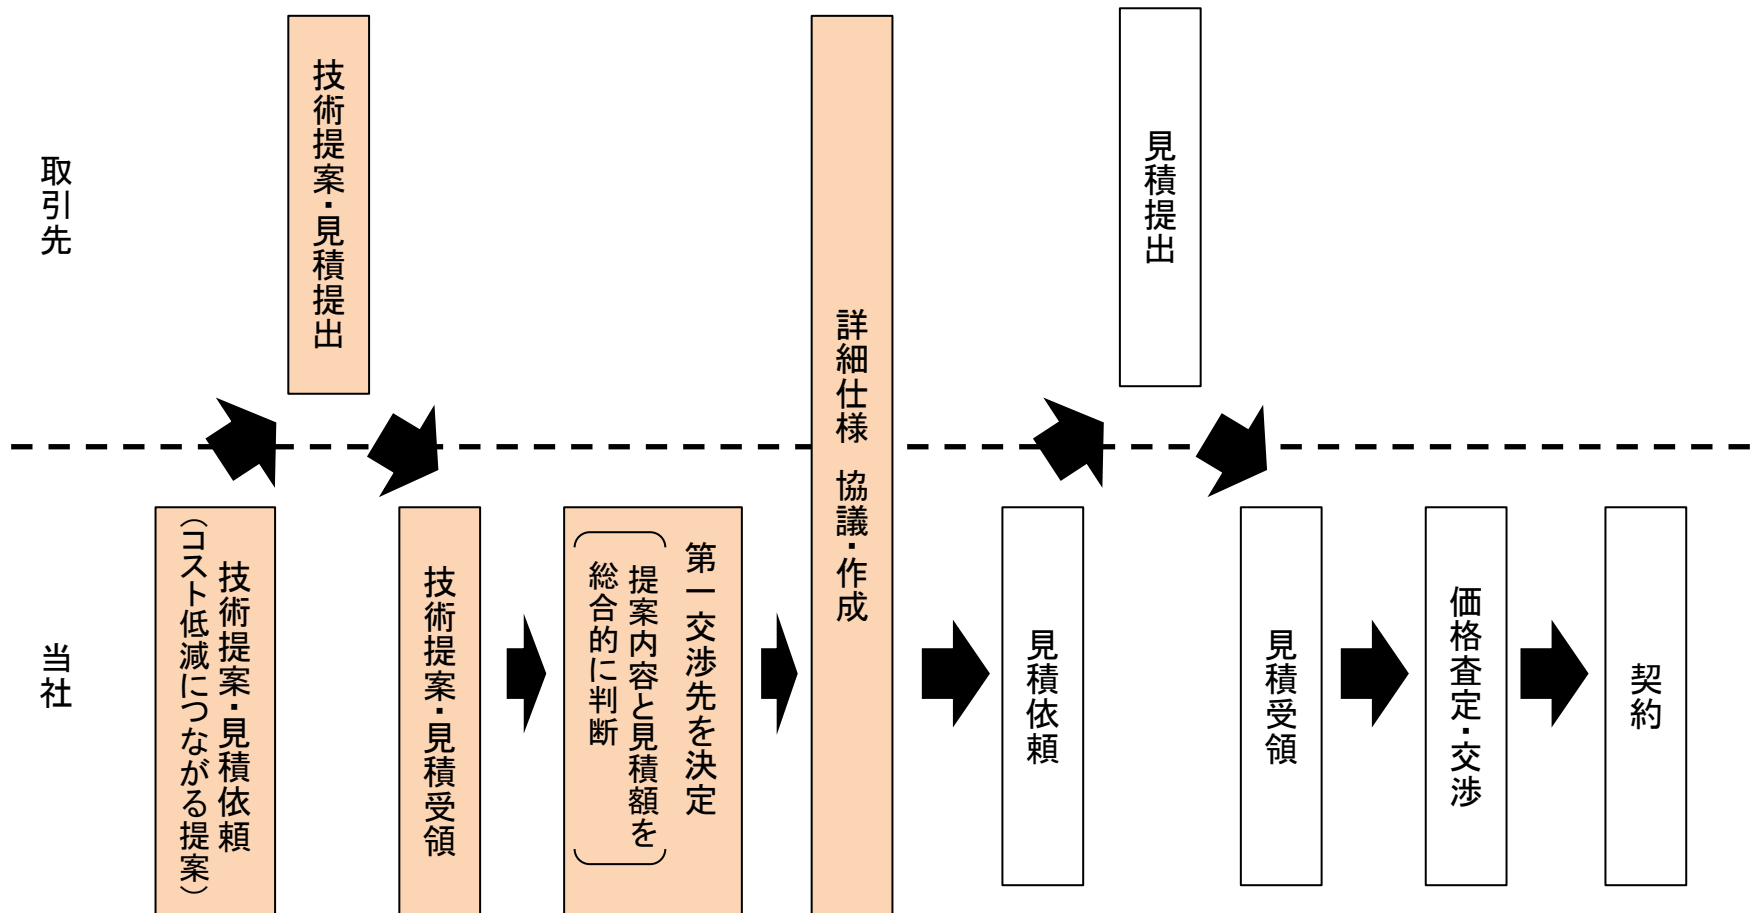 取引先
技術提案・見積提出
見積提出
詳細仕様 協議・作成
当社
技術提案・見積依頼
（コスト低減につながる提案）
技術提案・見積受領
第一交渉先を決定
提案内容と見積額を
総合的に判断
見積依頼
見積受領
価格査定・交渉
契約